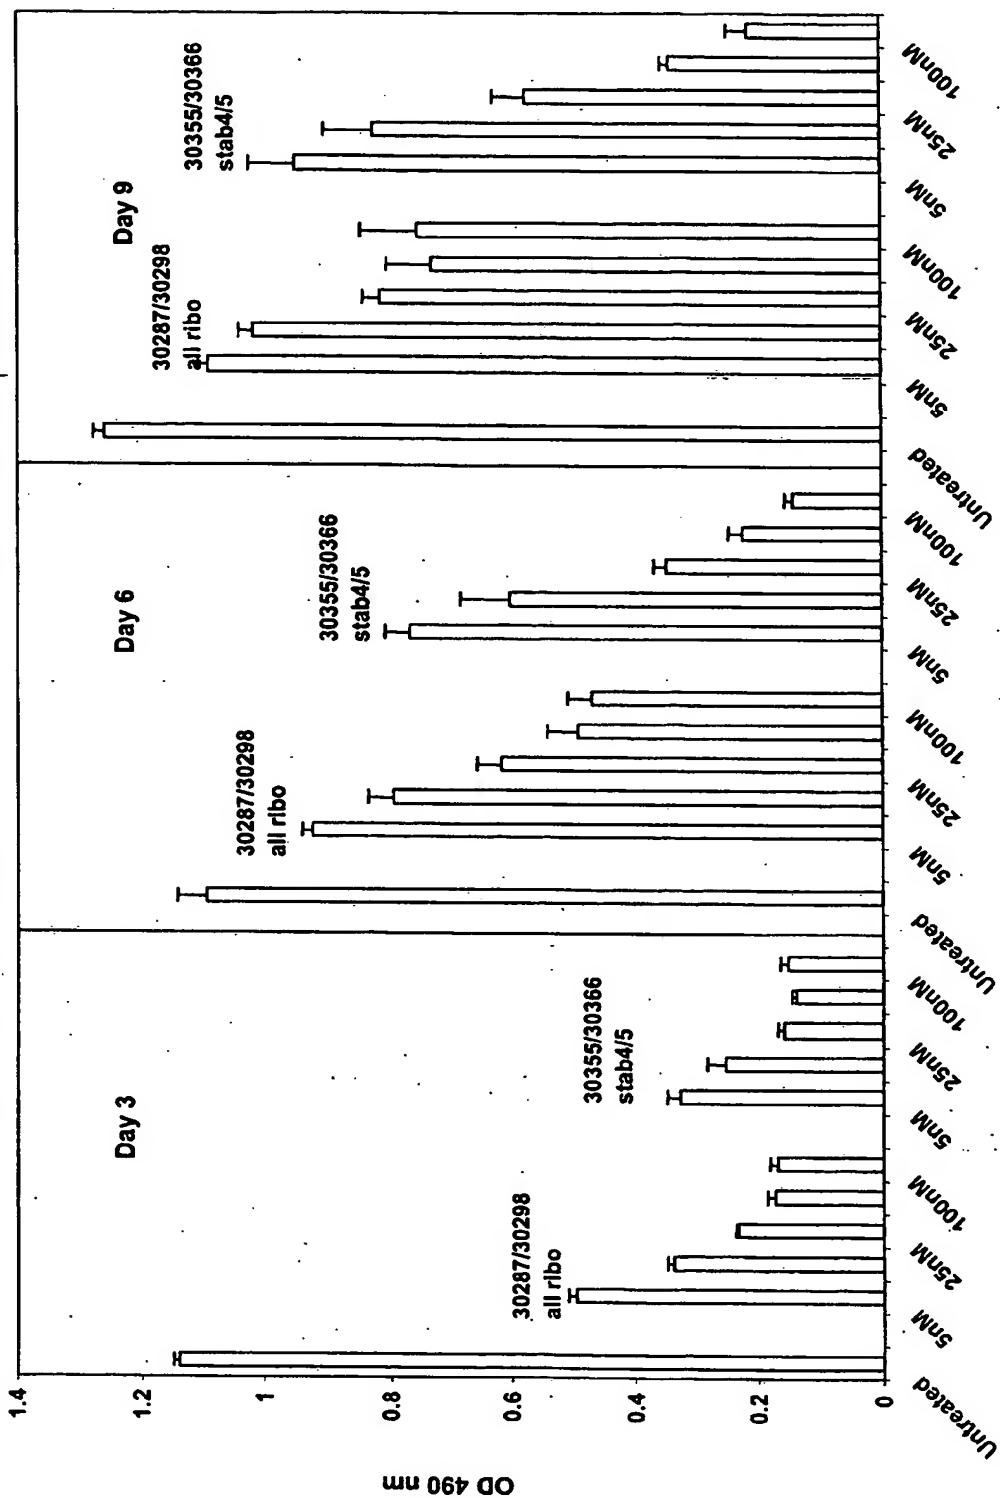 OD 490 nm
1.4
1.2
1
0.8
0.6
0.4
0.2
0
Day 3
30287/30298
all ribo
30355/30366
stab4/5
Day 6
30287/30298
all ribo
30355/30366
stab4/5
Day 9
30287/30298
all ribo
30355/30366
stab4/5
Untreated
5nM
25nM
100nM
5nM
25nM
100nM
Untreated
5nM
25nM
100nM
5nM
25nM
100nM
Untreated
5nM
25nM
100nM
5nM
25nM
100nM